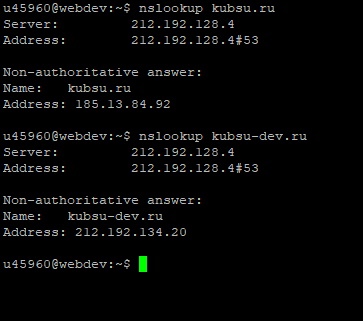 u45960@webdev:~$ nslookup kubsu.ru
Server:         212.192.128.4
Address:        212.192.128.4#53

Non-authoritative answer:
Name:   kubsu.ru
Address: 185.13.84.92

u45960@webdev:~$ nslookup kubsu-dev.ru
Server:         212.192.128.4
Address:        212.192.128.4#53

Non-authoritative answer:
Name:   kubsu-dev.ru
Address: 212.192.134.20

u45960@webdev:~$